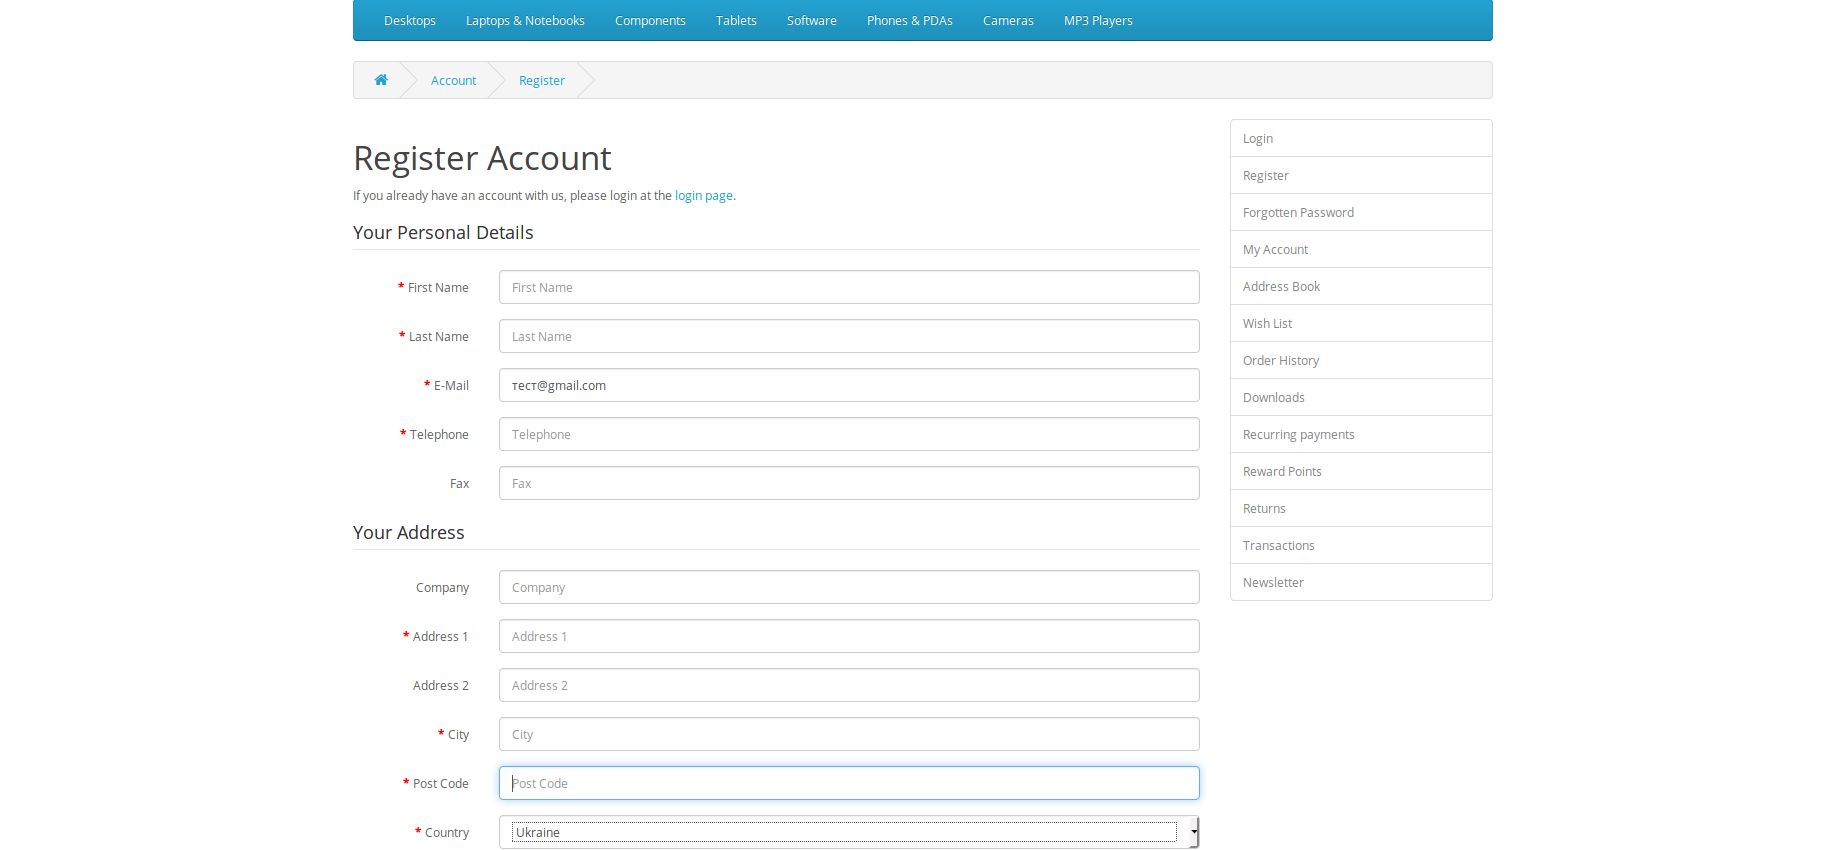 Desktops Laptops & Notebooks Components Tablets Software Phones & PDAs Cameras MP3 Players
Account Register
Register Account
If you already have an account with us, please login at the login page.
Your Personal Details
* First Name First Name
* Last Name Last Name
* E-Mail тест@gmail.com
* Telephone Telephone
Fax Fax
Your Address
Company Company
* Address 1 Address 1
Address 2 Address 2
* City City
* Post Code Post Code
* Country Ukraine
Login
Register
Forgotten Password
My Account
Address Book
Wish List
Order History
Downloads
Recurring payments
Reward Points
Returns
Transactions
Newsletter